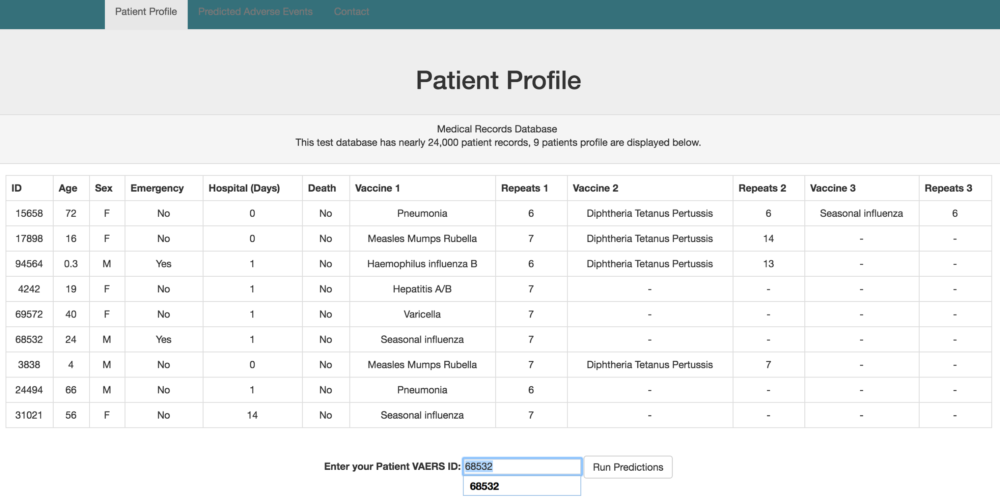 Patient Profile Predicted Adverse Events Contact
Patient Profile
Medical Records Database
This test database has nearly 24,000 patient records, 9 patients profile are displayed below.
ID Age Sex Emergency Hospital (Days) Death Vaccine 1 Repeats 1 Vaccine 2 Repeats 2 Vaccine 3 Repeats 3
15658 72 F No 0 No Pneumonia 6 Diphtheria Tetanus Pertussis 6 Seasonal influenza 6
17898 16 F No 0 No Measles Mumps Rubella 7 Diphtheria Tetanus Pertussis 14 - -
94564 0.3 M Yes 1 No Haemophilus influenza B 6 Diphtheria Tetanus Pertussis 13 - -
4242 19 F No 1 No Hepatitis A/B 7 - - - -
69572 40 F No 1 No Varicella 7 - - - -
68532 24 M Yes 1 No Seasonal influenza 7 - - - -
3838 4 M No 0 No Measles Mumps Rubella 7 Diphtheria Tetanus Pertussis 7 - -
24494 66 M No 1 No Pneumonia 6 - - - -
31021 56 F No 14 No Seasonal influenza 7 - - - -
Enter your Patient VAERS ID: 68532 Run Predictions
68532